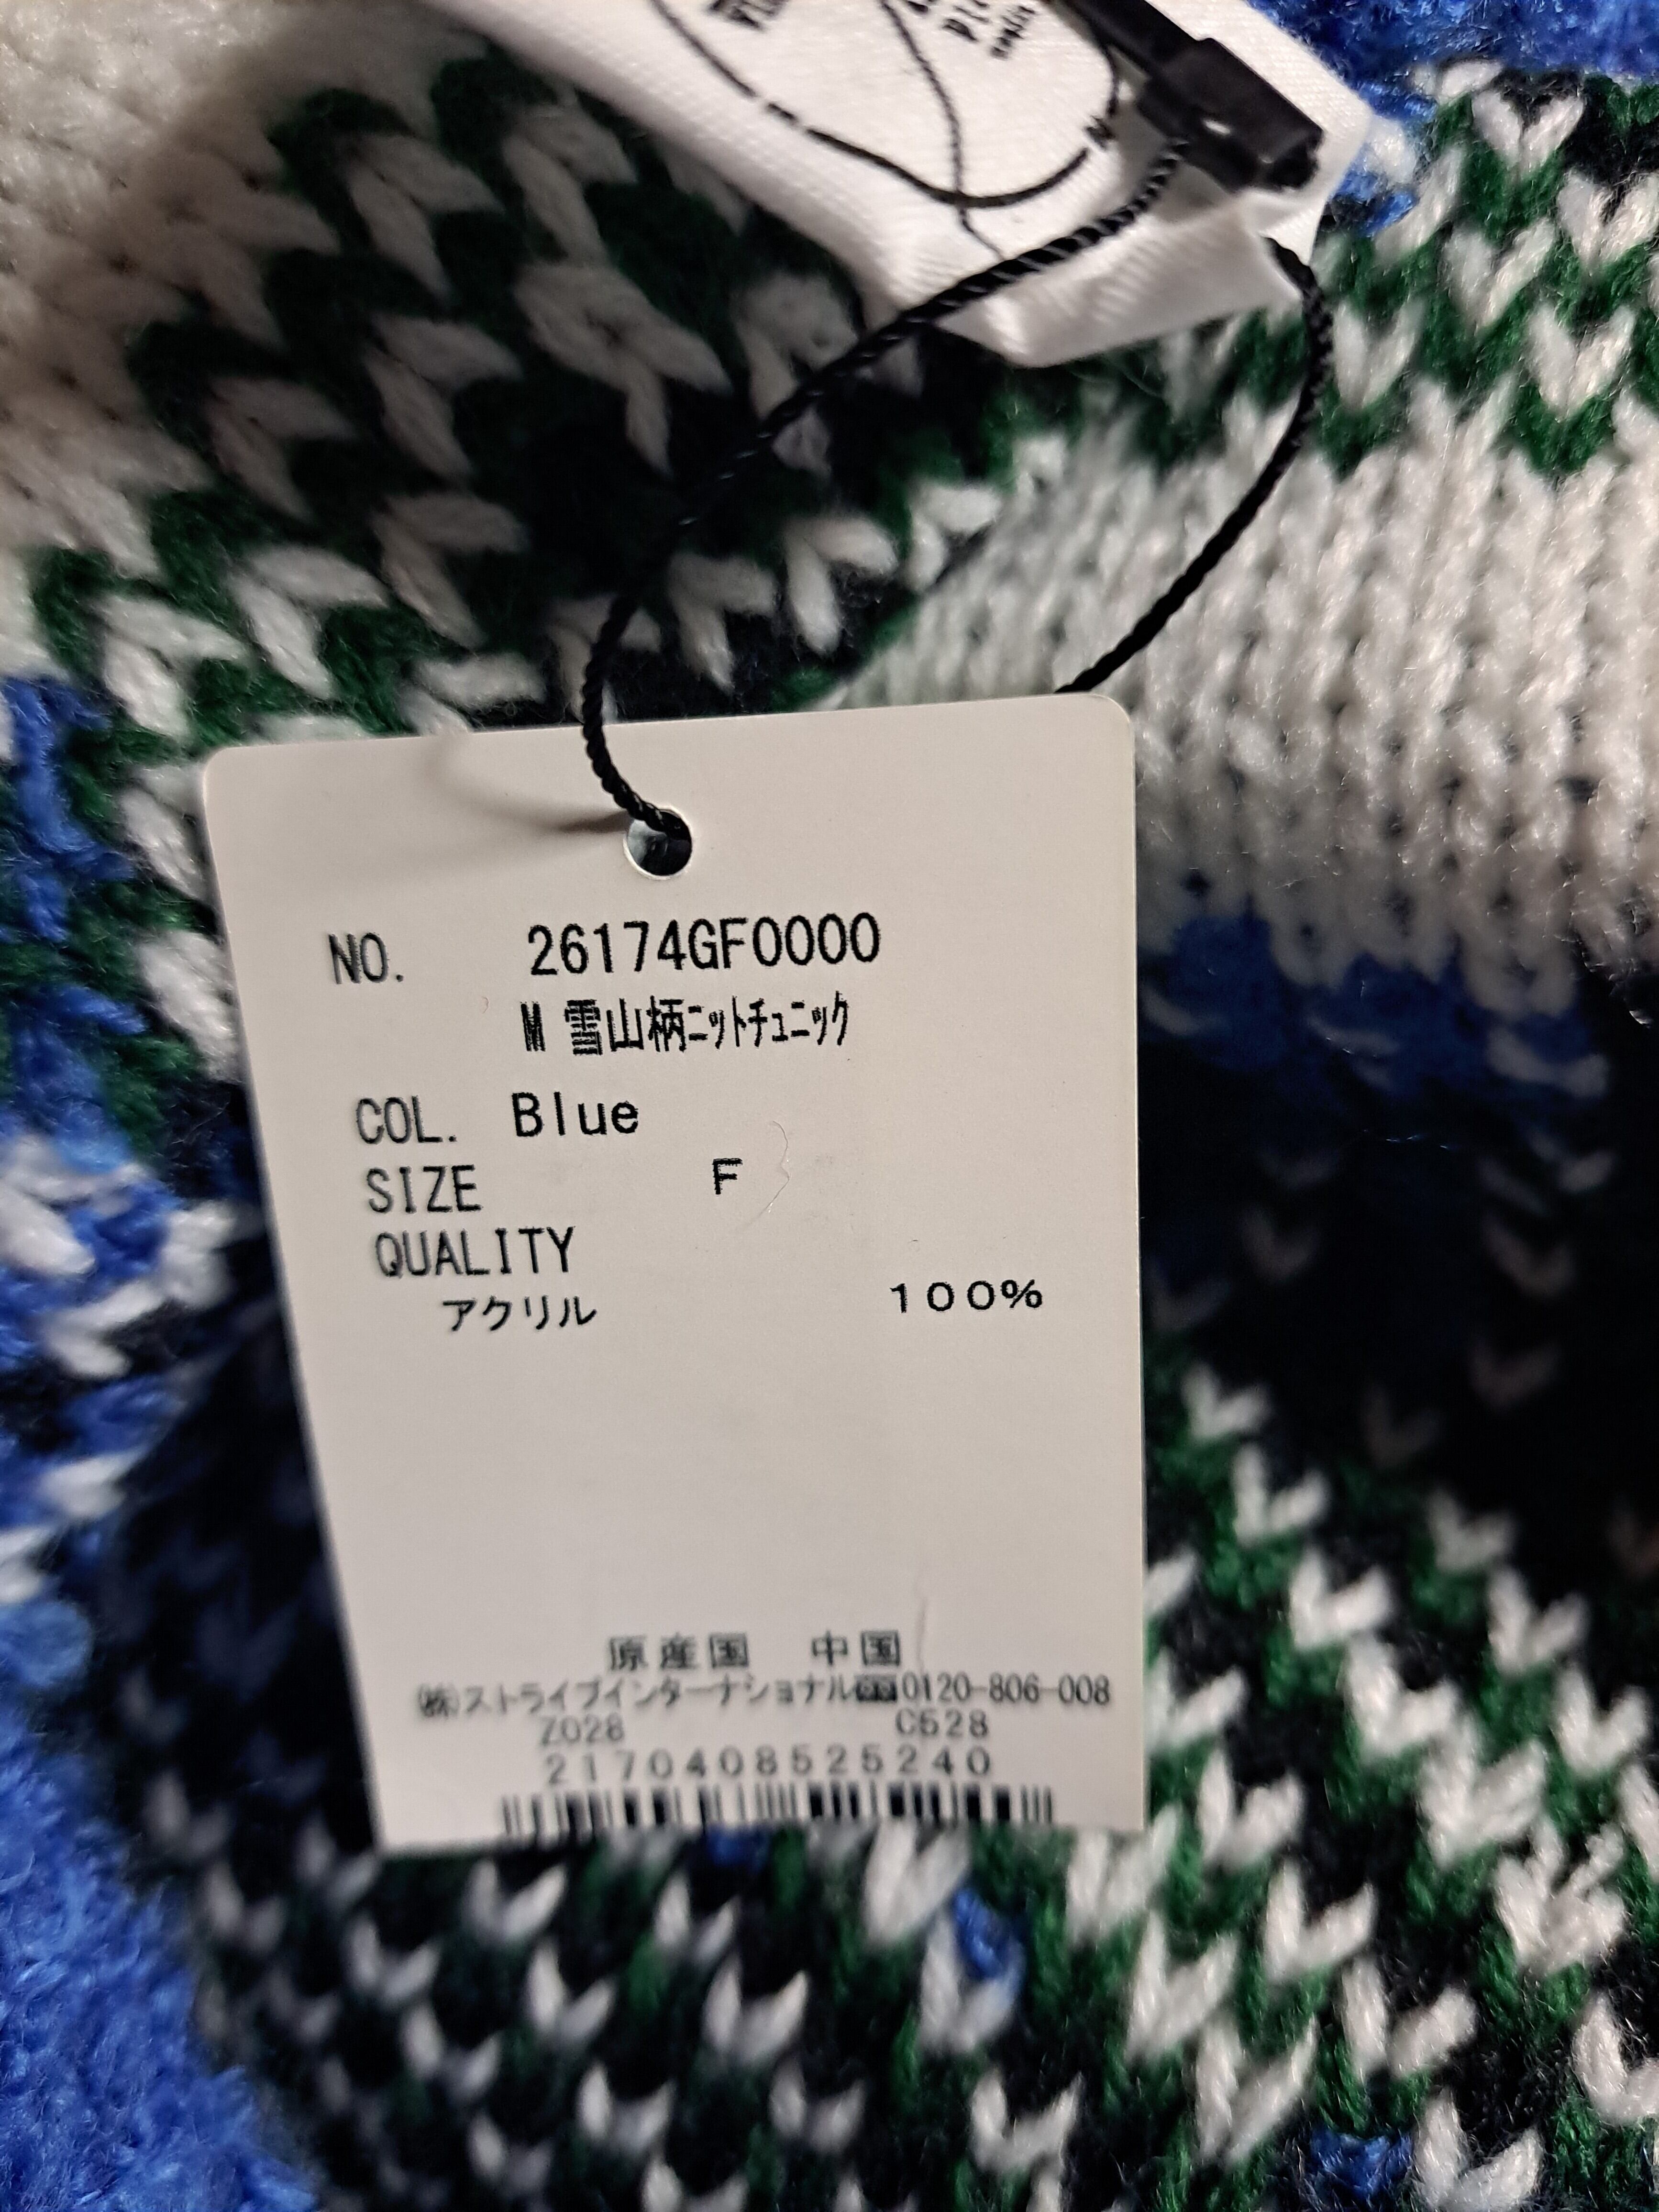 NO. 26174GF0000
M 雪山柄ニットチュニック
COL. Blue
SIZE F
QUALITY
アクリル 100%
原産国 中国
㈱ストライプインターナショナル 0120-806-008
Z028 C528
2170408525240